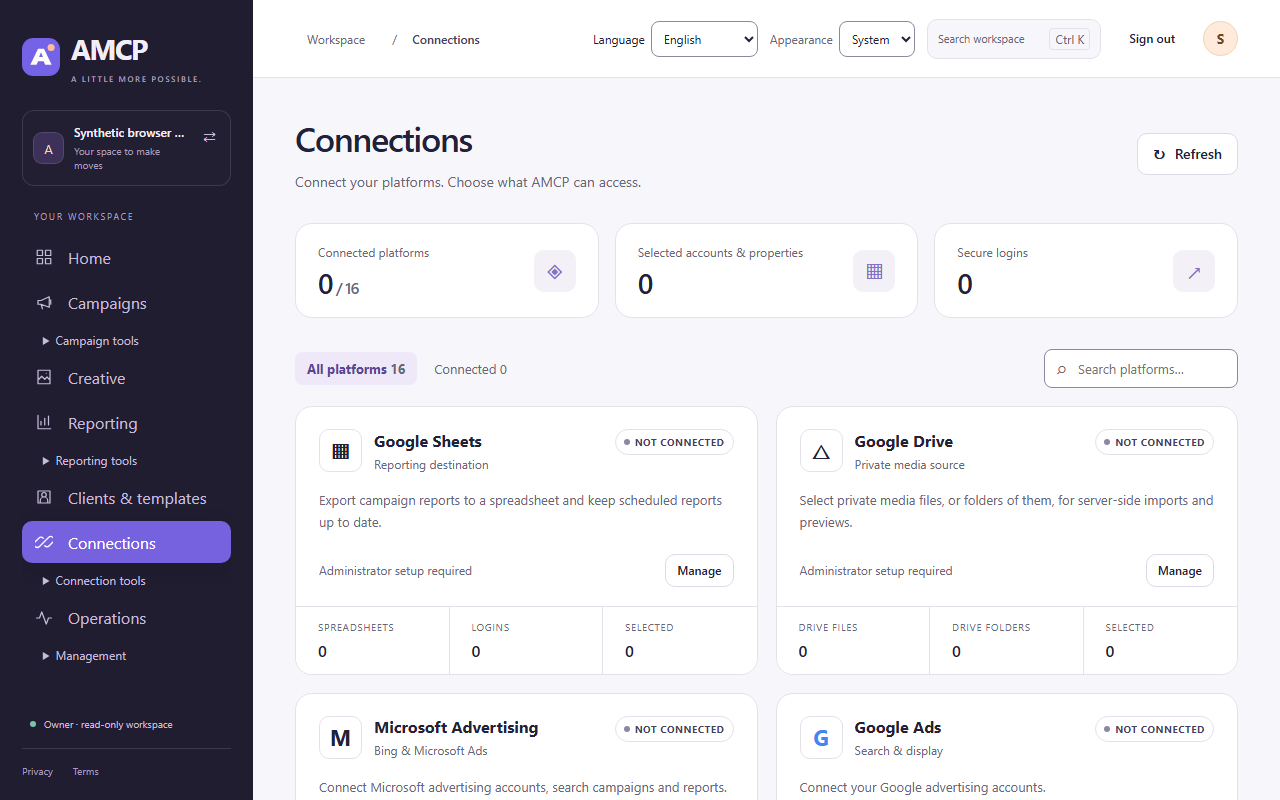 AMCP
A LITTLE MORE POSSIBLE.
A
Synthetic browser ...
Your space to make
moves
YOUR WORKSPACE
Home
Campaigns
Campaign tools
Creative
Reporting
Reporting tools
Clients & templates
Connections
Connection tools
Operations
Management
Owner · read-only workspace
Privacy Terms
Workspace / Connections
Language English Appearance System Search workspace Ctrl K Sign out S
Connections
Connect your platforms. Choose what AMCP can access.
Refresh
Connected platforms
0 / 16
Selected accounts & properties
0
Secure logins
0
All platforms 16 Connected 0
Search platforms...
Google Sheets
Reporting destination
NOT CONNECTED
Export campaign reports to a spreadsheet and keep scheduled reports
up to date.
Administrator setup required
Manage
SPREADSHEETS LOGINS SELECTED
0 0 0
Google Drive
Private media source
NOT CONNECTED
Select private media files, or folders of them, for server-side imports and
previews.
Administrator setup required
Manage
DRIVE FILES DRIVE FOLDERS SELECTED
0 0 0
M
Microsoft Advertising
Bing & Microsoft Ads
NOT CONNECTED
Connect Microsoft advertising accounts, search campaigns and reports.
G
Google Ads
Search & display
NOT CONNECTED
Connect your Google advertising accounts.